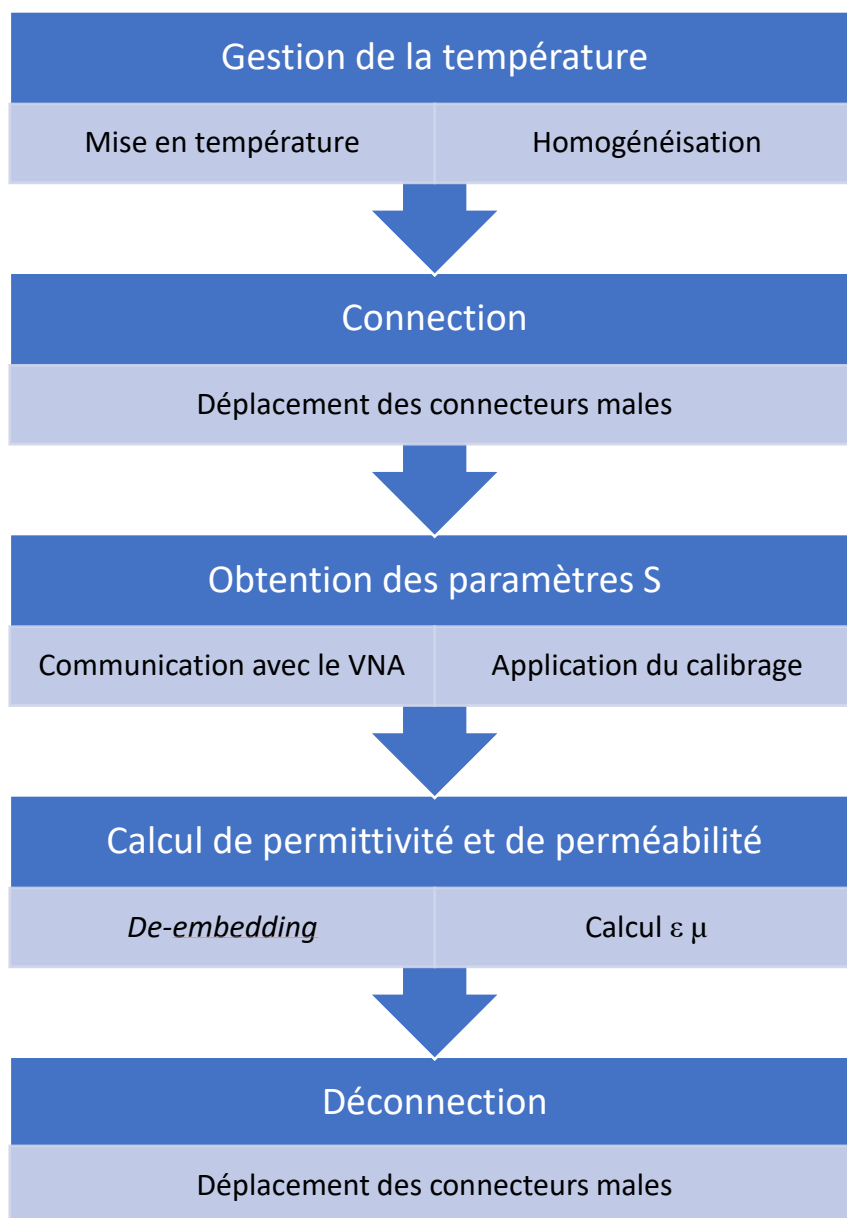 Gestion de la température
Mise en température
Homogénéisation
Connection
Déplacement des connecteurs males
Obtention des paramètres S
Communication avec le VNA
Application du calibrage
Calcul de permittivité et de perméabilité
De-embedding
Calcul ε μ
Déconnection
Déplacement des connecteurs males